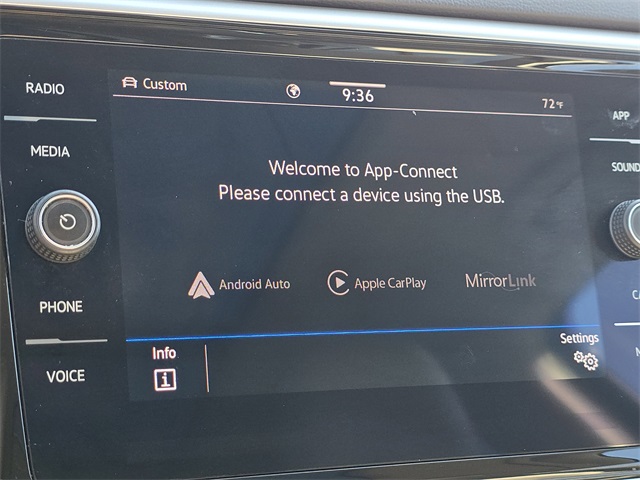 RADIO
MEDIA
PHONE
VOICE
Custom
9:36
72°F
Welcome to App-Connect
Please connect a device using the USB.
Android Auto
Apple CarPlay
MirrorLink
Info
i
Settings
APP
SOUND